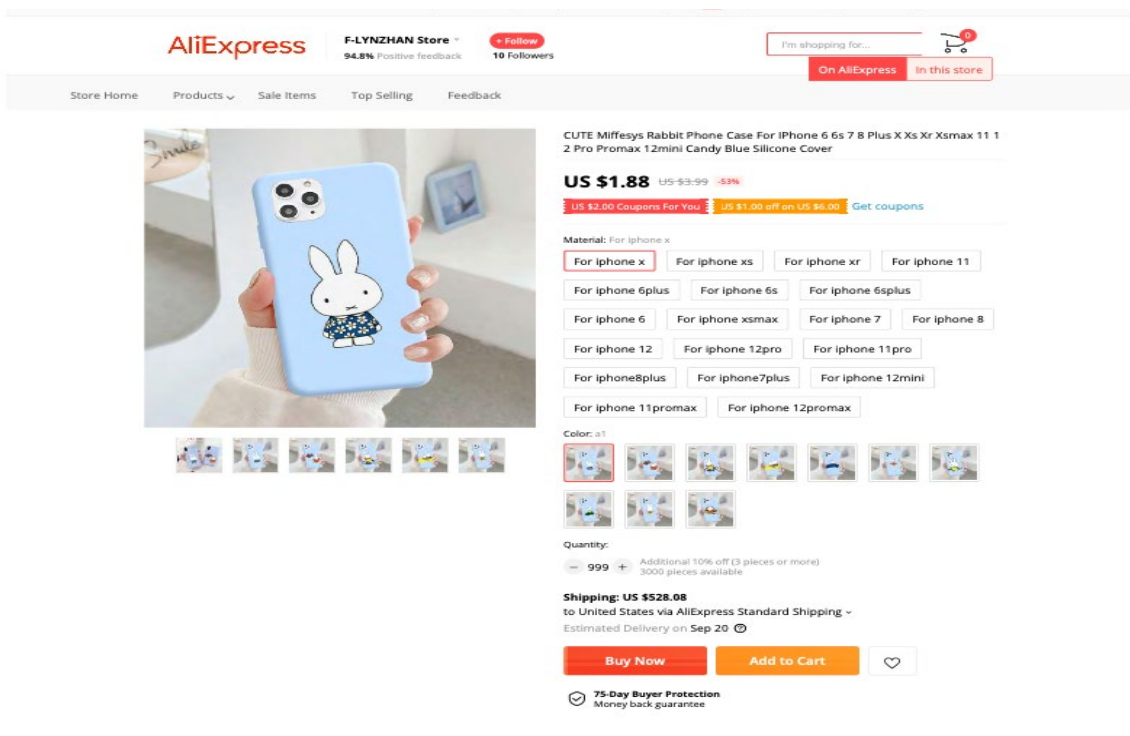 AliExpress
F-LYNZHAN Store
94.8% Positive feedback
+ Follow
10 Followers
I'm shopping for...
0
On AliExpress
In this store
Store Home
Products
Sale Items
Top Selling
Feedback
Smule
CUTE Miffesys Rabbit Phone Case For IPhone 6 6s 7 8 Plus X Xs Xr Xsmax 11 1
2 Pro Promax 12mini Candy Blue Silicone Cover
US $1.88 US $3.99 -53%
US $2.00 Coupons For You US $1.00 off on US $6.00 Get coupons
Material: For iphone x
For iphone x For iphone xs For iphone xr For iphone 11
For iphone 6plus For iphone 6s For iphone 6splus
For iphone 6 For iphone xsmax For iphone 7 For iphone 8
For iphone 12 For iphone 12pro For iphone 11pro
For iphone8plus For iphone7plus For iphone 12mini
For iphone 11promax For iphone 12promax
Color: a1
Quantity:
− 999 + Additional 10% off (3 pieces or more)
3000 pieces available
Shipping: US $528.08
to United States via AliExpress Standard Shipping
Estimated Delivery on Sep 20
Buy Now
Add to Cart
75-Day Buyer Protection
Money back guarantee